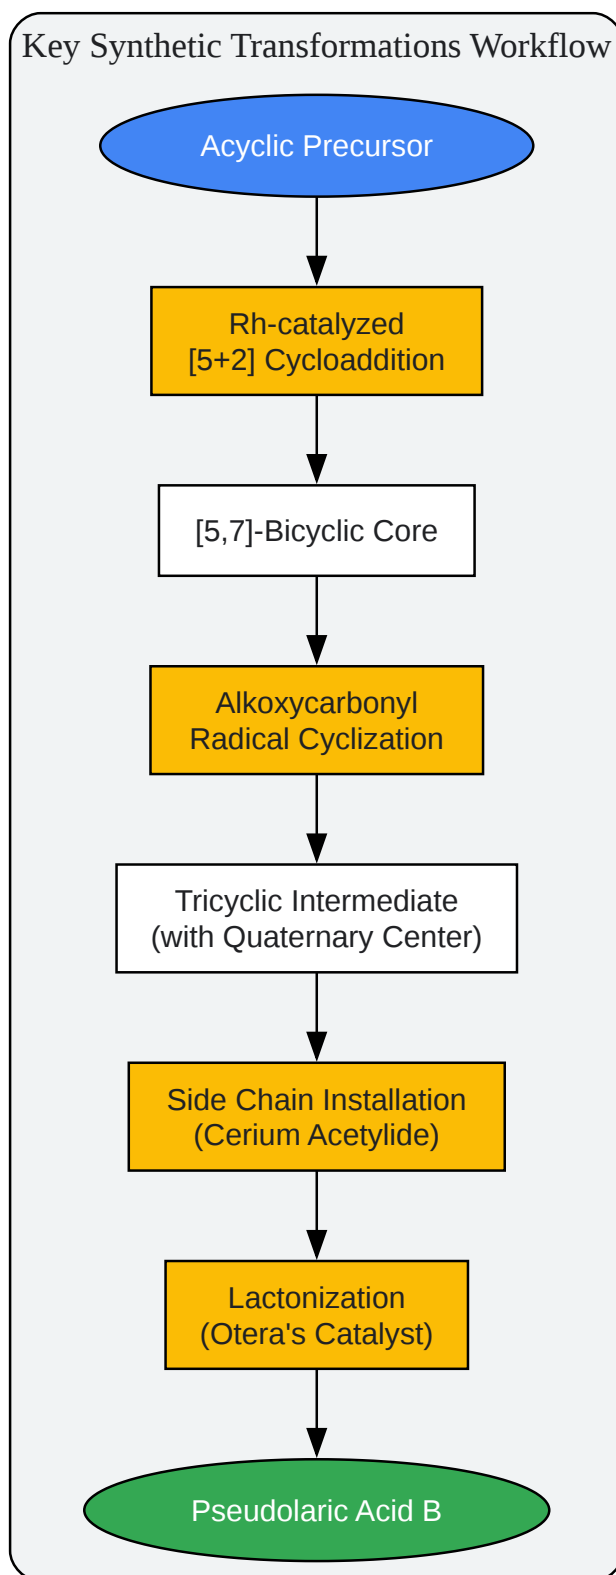 Key Synthetic Transformations Workflow
Acyclic Precursor
Rh-catalyzed
[5+2] Cycloaddition
[5,7]-Bicyclic Core
Alkoxycarbonyl
Radical Cyclization
Tricyclic Intermediate
(with Quaternary Center)
Side Chain Installation
(Cerium Acetylide)
Lactonization
(Otera's Catalyst)
Pseudolaric Acid B